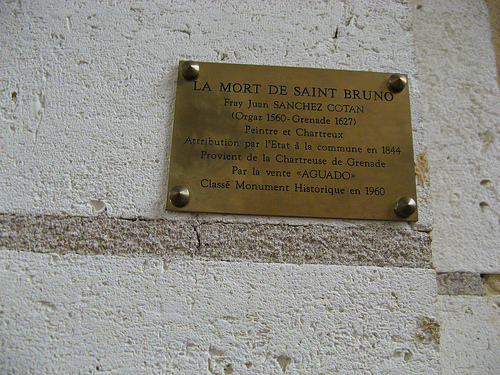 LA MORT DE SAINT BRUNO
Fray Juan SANCHEZ COTAN
(Orgaz 1560-Grenade 1627)
Peintre et Chartreux
Attribution par l'Etat à la commune en 1844
Provient de la Chartreuse de Grenade
Par la vente «AGUADO»
Classé Monument Historique en 1960